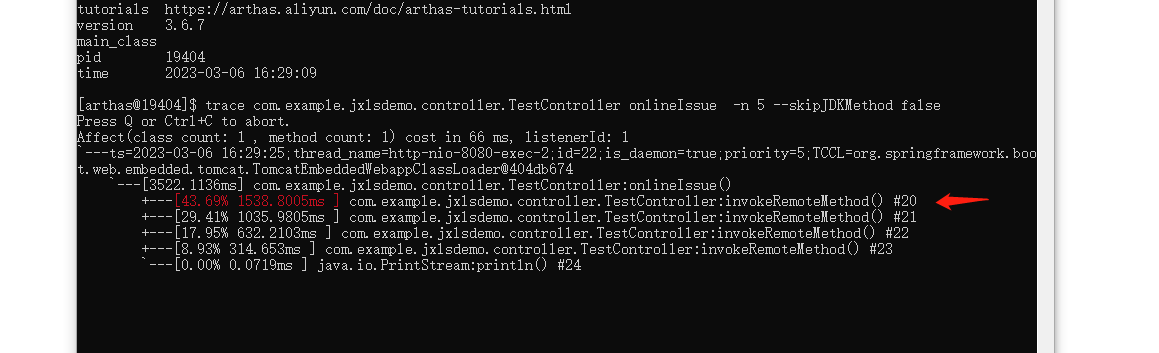 tutorials  https://arthas.aliyun.com/doc/arthas-tutorials.html
version    3.6.7
main_class
pid        19404
time       2023-03-06 16:29:09
[arthas@19404]$ trace com.example.jxlsdemo.controller.TestController onlineIssue  -n 5 --skipJDKMethod false
Press Q or Ctrl+C to abort.
Affect(class count: 1 , method count: 1) cost in 66 ms, listenerId: 1
`---ts=2023-03-06 16:29:25;thread_name=http-nio-8080-exec-2;id=22;is_daemon=true;priority=5;TCCL=org.springframework.boo
t.web.embedded.tomcat.TomcatEmbeddedWebappClassLoader@404db674
    `---[3522.1136ms] com.example.jxlsdemo.controller.TestController:onlineIssue()
        +---[43.69% 1538.8005ms ] com.example.jxlsdemo.controller.TestController:invokeRemoteMethod() #20
        +---[29.41% 1035.9805ms ] com.example.jxlsdemo.controller.TestController:invokeRemoteMethod() #21
        +---[17.95% 632.2103ms ] com.example.jxlsdemo.controller.TestController:invokeRemoteMethod() #22
        +---[8.93% 314.653ms ] com.example.jxlsdemo.controller.TestController:invokeRemoteMethod() #23
        `---[0.00% 0.0719ms ] java.io.PrintStream:println() #24